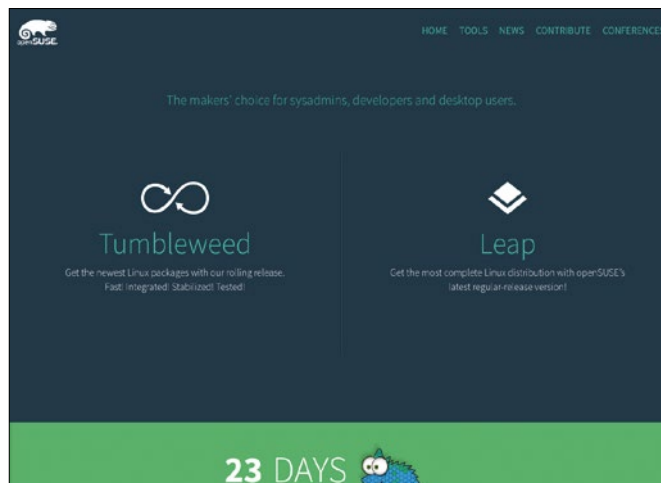 openSUSE
HOME TOOLS NEWS CONTRIBUTE CONFERENCES
The makers' choice for sysadmins, developers and desktop users.
Tumbleweed
Get the newest Linux packages with our rolling release.
Fast! Integrated! Stabilized! Tested!
Leap
Get the most complete Linux distribution with openSUSE's
latest regular-release version!
23 DAYS